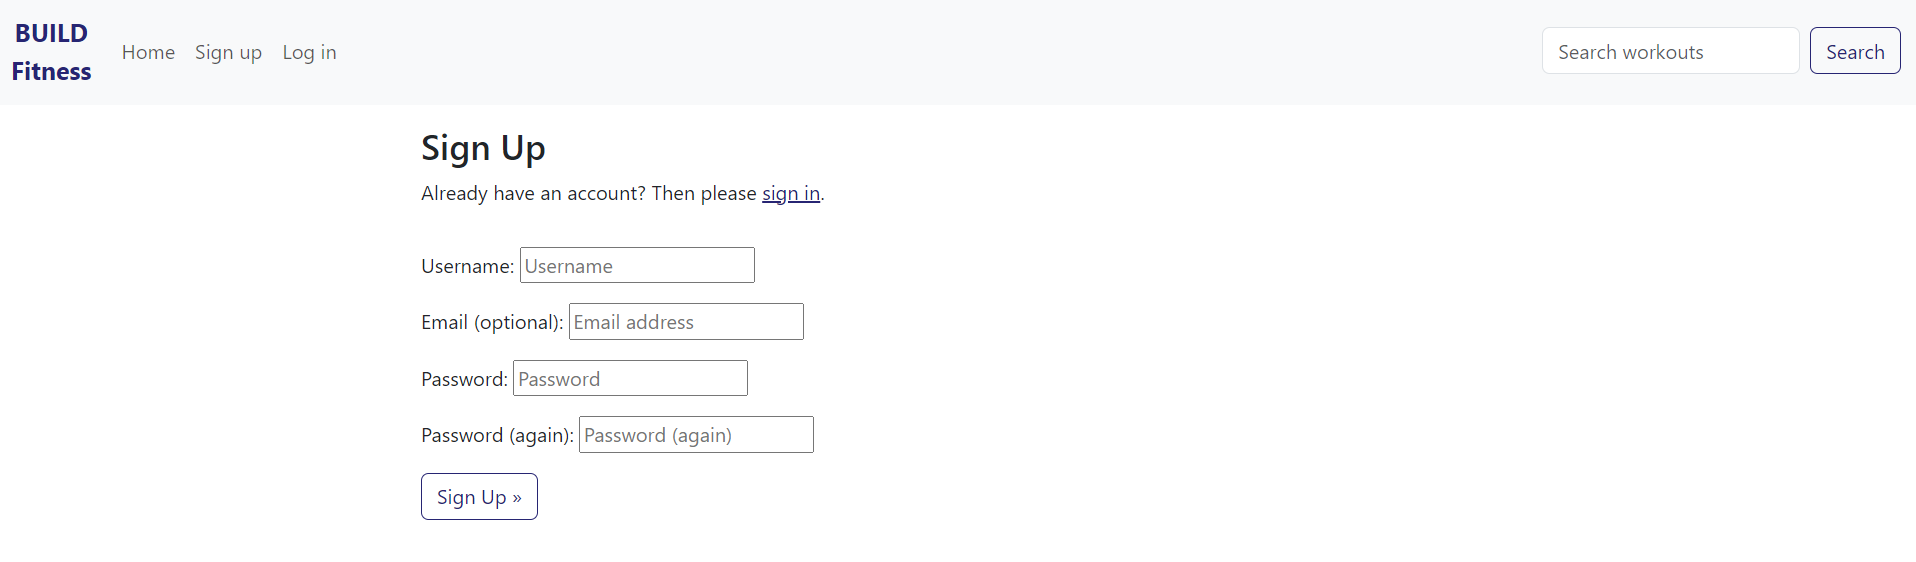 BUILD
Fitness
Home Sign up Log in
Search workouts Search
Sign Up
Already have an account? Then please sign in.
Username: Username
Email (optional): Email address
Password: Password
Password (again): Password (again)
Sign Up »